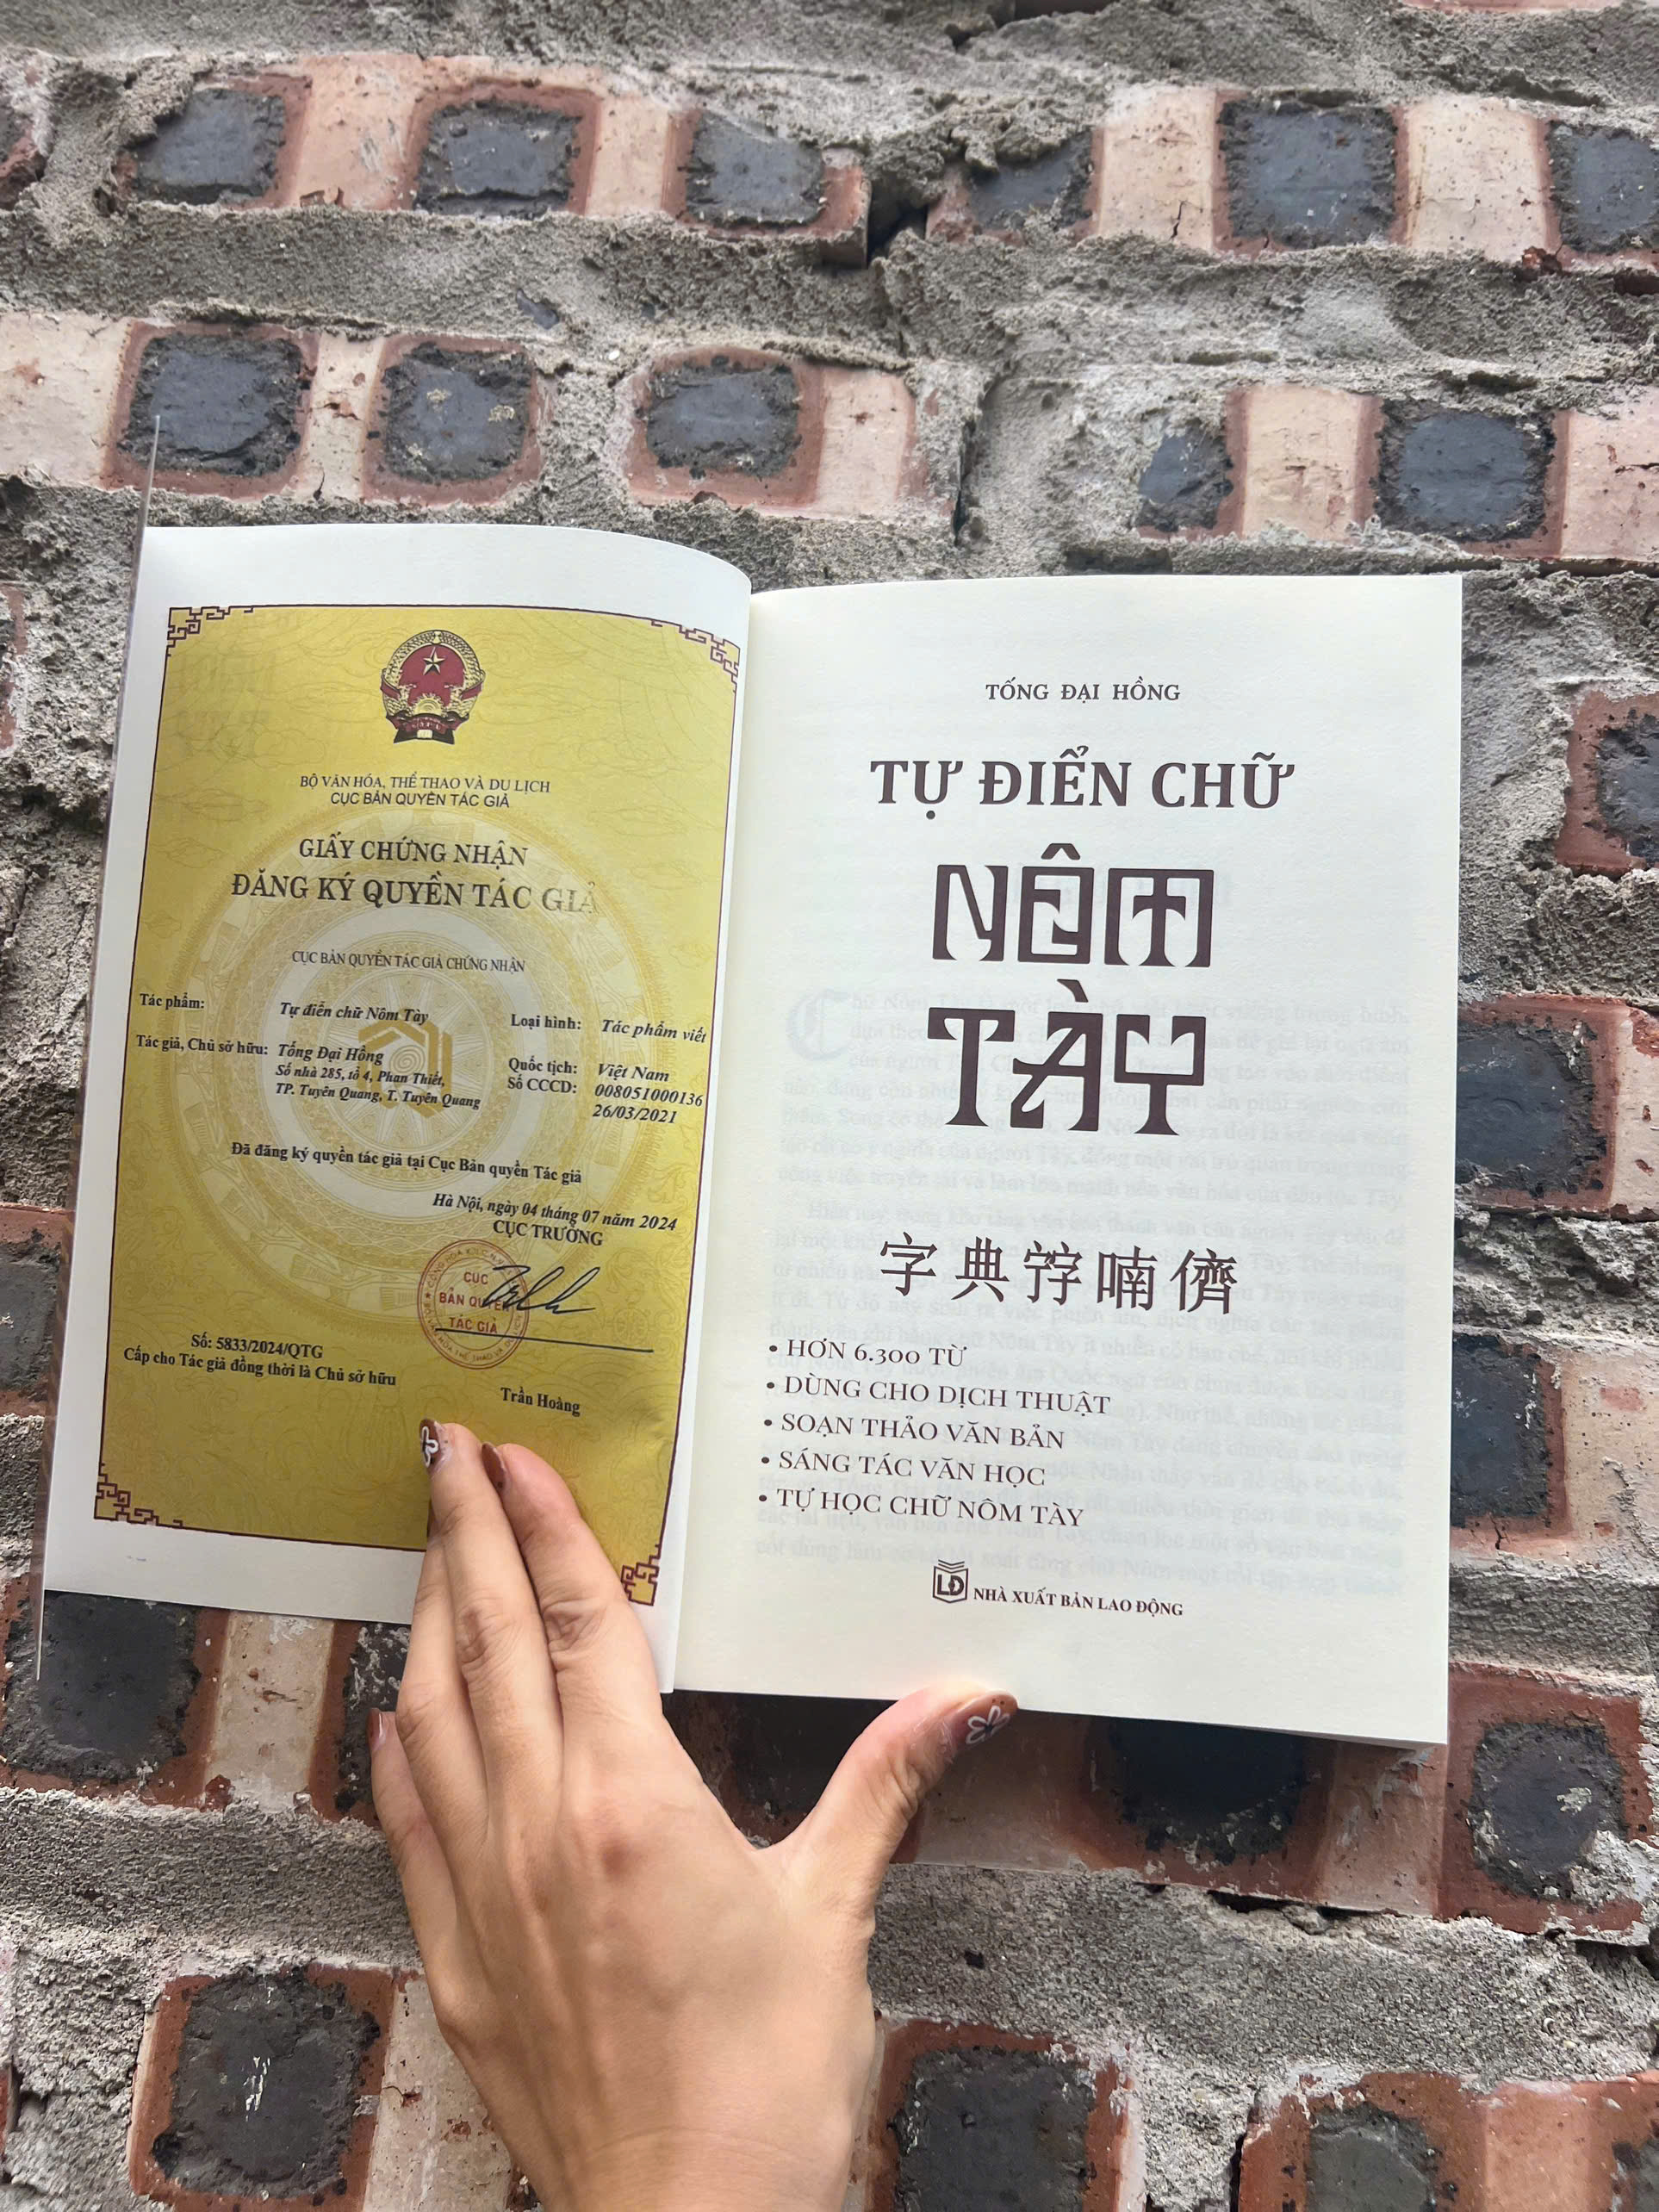 BỘ VĂN HÓA, THỂ THAO VÀ DU LỊCH
CỤC BẢN QUYỀN TÁC GIẢ
GIẤY CHỨNG NHẬN
ĐĂNG KÝ QUYỀN TÁC GIẢ
CỤC BẢN QUYỀN TÁC GIẢ CHỨNG NHẬN
Tác phẩm: Tự điển chữ Nôm Tày Loại hình: Tác phẩm viết
Tác giả, Chủ sở hữu: Tống Đại Hồng Quốc tịch: Việt Nam
Số nhà 285, tổ 4, Phan Thiết, Số CCCD: 008051000136
TP. Tuyên Quang, T. Tuyên Quang 26/03/2021
Đã đăng ký quyền tác giả tại Cục Bản quyền Tác giả
Hà Nội, ngày 04 tháng 07 năm 2024
CỤC TRƯỞNG
CỤC
BẢN QUYỀN
TÁC GIẢ
Số: 5833/2024/QTG
Cấp cho Tác giả đồng thời là Chủ sở hữu
Trần Hoàng
TỐNG ĐẠI HỒNG
TỰ ĐIỂN CHỮ
NÔM
TÀY
字典喃儕
• HƠN 6.300 TỪ
• DÙNG CHO DỊCH THUẬT
• SOẠN THẢO VĂN BẢN
• SÁNG TÁC VĂN HỌC
• TỰ HỌC CHỮ NÔM TÀY
LĐ NHÀ XUẤT BẢN LAO ĐỘNG